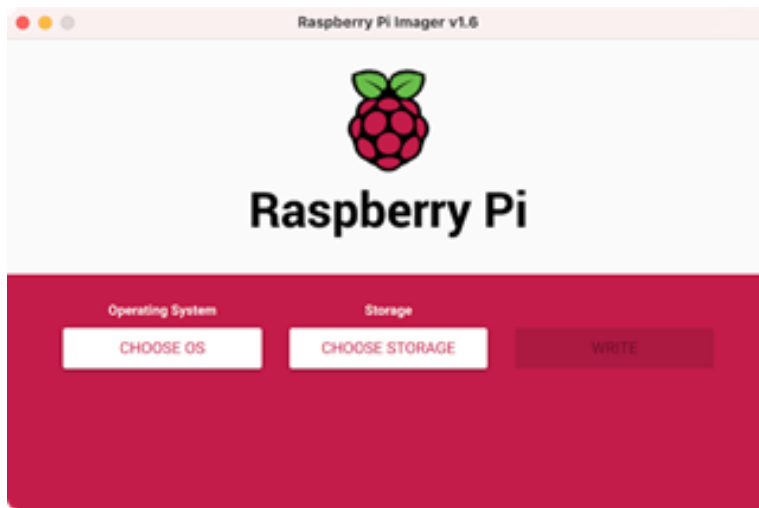 Raspberry Pi Imager v1.6
Raspberry Pi
Operating System
Storage
CHOOSE OS
CHOOSE STORAGE
WRITE